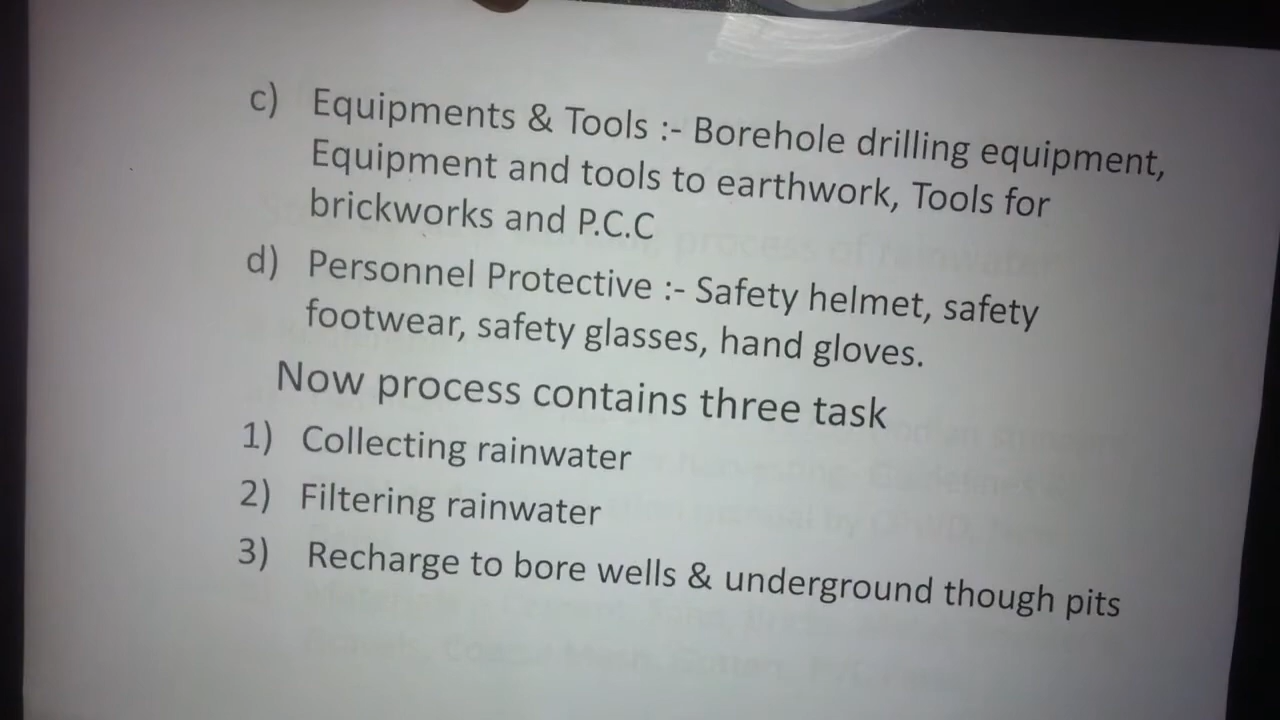 c) Equipments & Tools :- Borehole drilling equipment,
Equipment and tools to earthwork, Tools for
brickworks and P.C.C
d) Personnel Protective :- Safety helmet, safety
footwear, safety glasses, hand gloves.
Now process contains three task
1) Collecting rainwater
2) Filtering rainwater
3) Recharge to bore wells & underground though pits